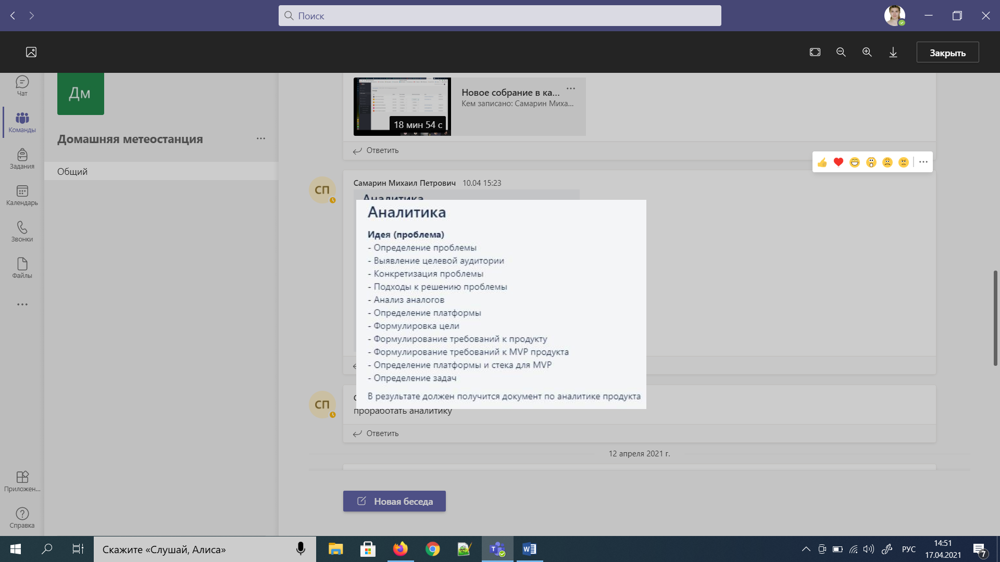 Поиск
Закрыть
Чат
Команды
Задания
Календарь
Звонки
Файлы
Приложен...
Справка
Дм
Домашняя метеостанция
Общий
18 мин 54 с
Новое собрание в ка...
Кем записано: Самарин Миха...
Ответить
СП
Самарин Михаил Петрович 10.04 15:23
Аналитика
Аналитика
Идея (проблема)
- Определение проблемы
- Выявление целевой аудитории
- Конкретизация проблемы
- Подходы к решению проблемы
- Анализ аналогов
- Определение платформы
- Формулировка цели
- Формулирование требований к продукту
- Формулирование требований к MVP продукта
- Определение платформы и стека для MVP
- Определение задач
В результате должен получится документ по аналитике продукта
СП
проработать аналитику
Ответить
12 апреля 2021 г.
Новая беседа
Скажите «Слушай, Алиса»
РУС
14:51
17.04.2021
7